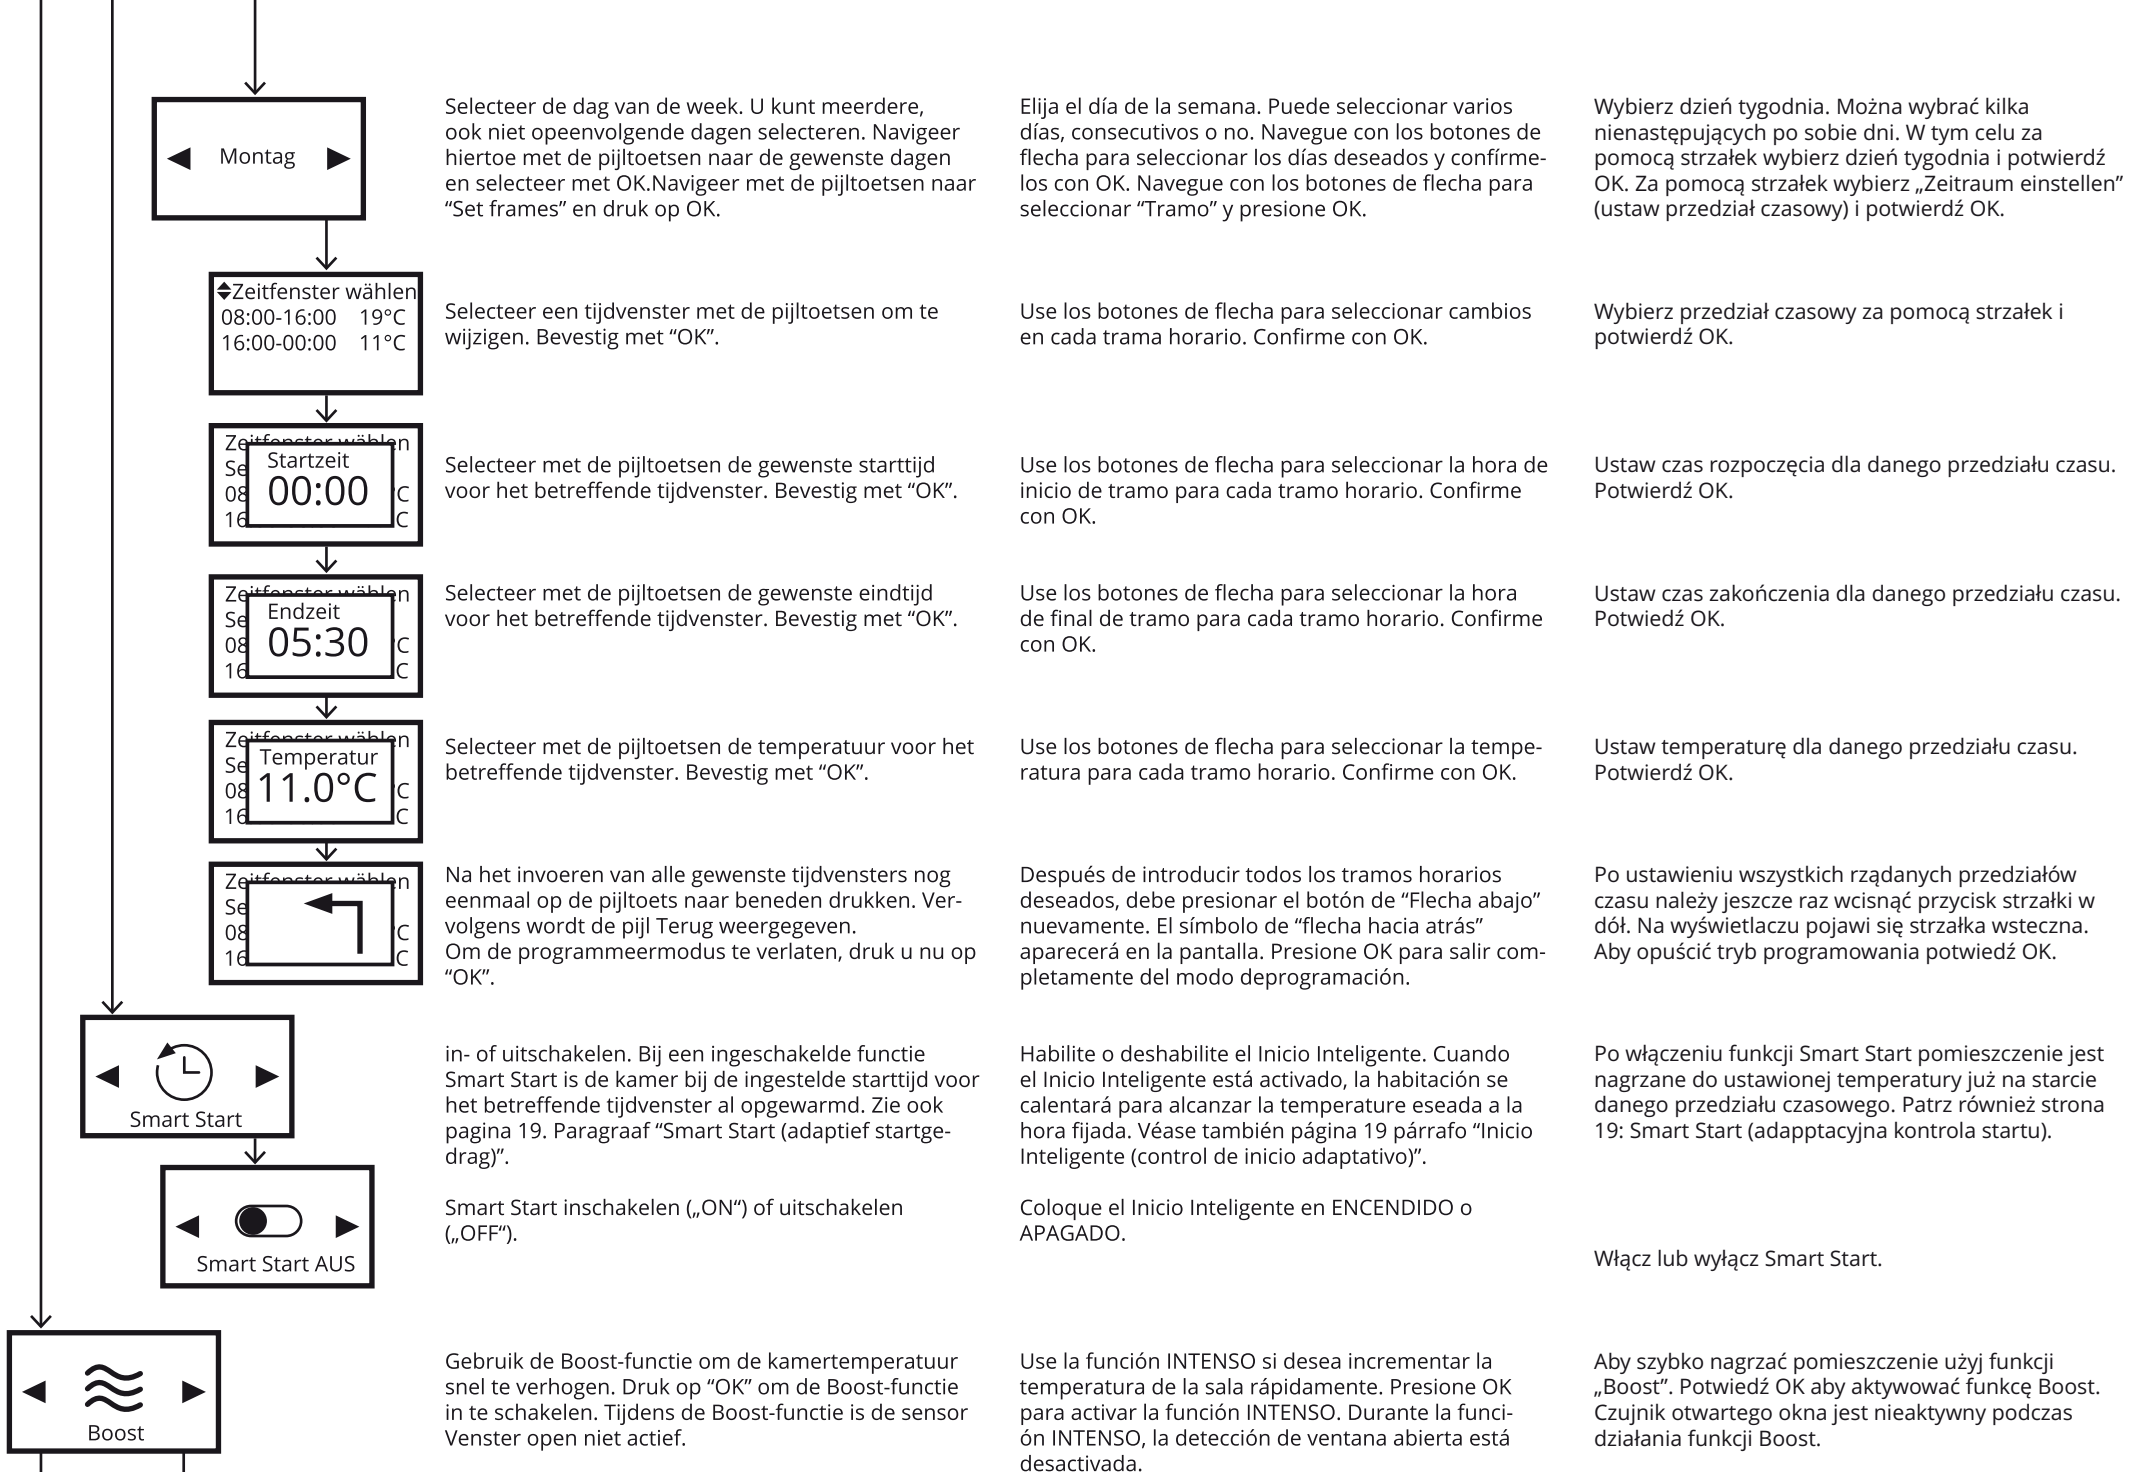 Montag
Selecteer de dag van de week. U kunt meerdere,
ook niet opeenvolgende dagen selecteren. Navigeer
hiertoe met de pijltoetsen naar de gewenste dagen
en selecteer met OK.Navigeer met de pijltoetsen naar
“Set frames” en druk op OK.
Elija el día de la semana. Puede seleccionar varios
días, consecutivos o no. Navegue con los botones de
flecha para seleccionar los días deseados y confírme-
los con OK. Navegue con los botones de flecha para
seleccionar “Tramo” y presione OK.
Wybierz dzień tygodnia. Można wybrać kilka
nienastępujących po sobie dni. W tym celu za
pomocą strzałek wybierz dzień tygodnia i potwierdź
OK. Za pomocą strzałek wybierz „Zeitraum einstellen”
(ustaw przedział czasowy) i potwierdź OK.
Zeitfenster wählen
08:00-16:00 19°C
16:00-00:00 11°C
Selecteer een tijdvenster met de pijltoetsen om te
wijzigen. Bevestig met “OK”.
Use los botones de flecha para seleccionar cambios
en cada trama horario. Confirme con OK.
Wybierz przedział czasowy za pomocą strzałek i
potwierdź OK.
Zeitfenster wählen
Se
08 °C
16 C
Startzeit
00:00
Selecteer met de pijltoetsen de gewenste starttijd
voor het betreffende tijdvenster. Bevestig met “OK”.
Use los botones de flecha para seleccionar la hora de
inicio de tramo para cada tramo horario. Confirme
con OK.
Ustaw czas rozpoczęcia dla danego przedziału czasu.
Potwierdź OK.
Zeitfenster wählen
Se
08 °C
16 C
Endzeit
05:30
Selecteer met de pijltoetsen de gewenste eindtijd
voor het betreffende tijdvenster. Bevestig met “OK”.
Use los botones de flecha para seleccionar la hora
de final de tramo para cada tramo horario. Confirme
con OK.
Ustaw czas zakończenia dla danego przedziału czasu.
Potwiedź OK.
Zeitfenster wählen
Se
08 °C
16 C
Temperatur
11.0°C
Selecteer met de pijltoetsen de temperatuur voor het
betreffende tijdvenster. Bevestig met “OK”.
Use los botones de flecha para seleccionar la tempe-
ratura para cada tramo horario. Confirme con OK.
Ustaw temperaturę dla danego przedziału czasu.
Potwierdź OK.
Zeitfenster wählen
Se
08 °C
16 C
Na het invoeren van alle gewenste tijdvensters nog
eenmaal op de pijltoets naar beneden drukken. Ver-
volgens wordt de pijl Terug weergegeven.
Om de programmeermodus te verlaten, druk u nu op
“OK”.
Después de introducir todos los tramos horarios
deseados, debe presionar el botón de “Flecha abajo”
nuevamente. El símbolo de “flecha hacia atrás”
aparecerá en la pantalla. Presione OK para salir com-
pletamente del modo deprogramación.
Po ustawieniu wszystkich rządanych przedziałów
czasu należy jeszcze raz wcisnąć przycisk strzałki w
dół. Na wyświetlaczu pojawi się strzałka wsteczna.
Aby opuścić tryb programowania potwiedź OK.
Smart Start
in- of uitschakelen. Bij een ingeschakelde functie
Smart Start is de kamer bij de ingestelde starttijd voor
het betreffende tijdvenster al opgewarmd. Zie ook
pagina 19. Paragraaf “Smart Start (adaptief startge-
drag)”.
Habilite o deshabilite el Inicio Inteligente. Cuando
el Inicio Inteligente está activado, la habitación se
calentará para alcanzar la temperature eseada a la
hora fijada. Véase también página 19 párrafo “Inicio
Inteligente (control de inicio adaptativo)”.
Po włączeniu funkcji Smart Start pomieszczenie jest
nagrzane do ustawionej temperatury już na starcie
danego przedziału czasowego. Patrz również strona
19: Smart Start (adapptacyjna kontrola startu).
Smart Start AUS
Smart Start inschakelen („ON“) of uitschakelen
(„OFF“).
Coloque el Inicio Inteligente en ENCENDIDO o
APAGADO.
Włącz lub wyłącz Smart Start.
Boost
Gebruik de Boost-functie om de kamertemperatuur
snel te verhogen. Druk op “OK” om de Boost-functie
in te schakelen. Tijdens de Boost-functie is de sensor
Venster open niet actief.
Use la función INTENSO si desea incrementar la
temperatura de la sala rápidamente. Presione OK
para activar la función INTENSO. Durante la funci-
ón INTENSO, la detección de ventana abierta está
desactivada.
Aby szybko nagrzać pomieszczenie użyj funkcji
„Boost”. Potwiedź OK aby aktywować funkcę Boost.
Czujnik otwartego okna jest nieaktywny podczas
działania funkcji Boost.